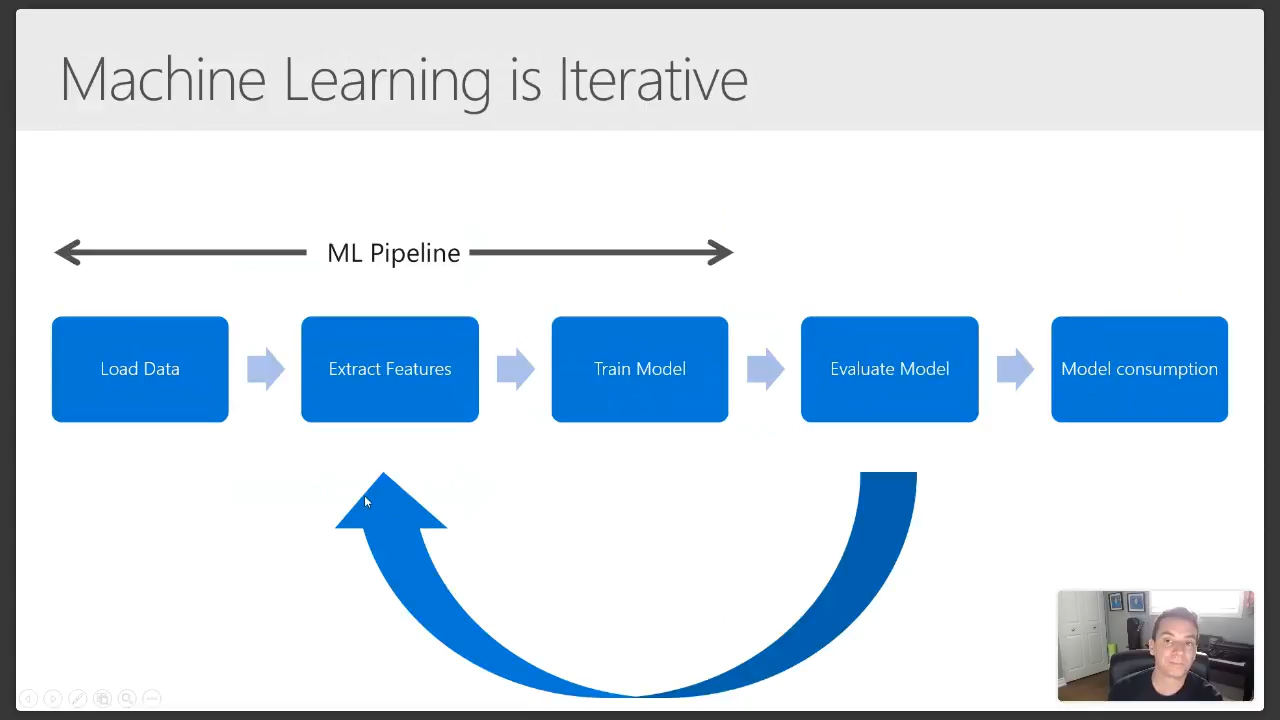 Machine Learning is Iterative
ML Pipeline
Load Data
Extract Features
Train Model
Evaluate Model
Model consumption